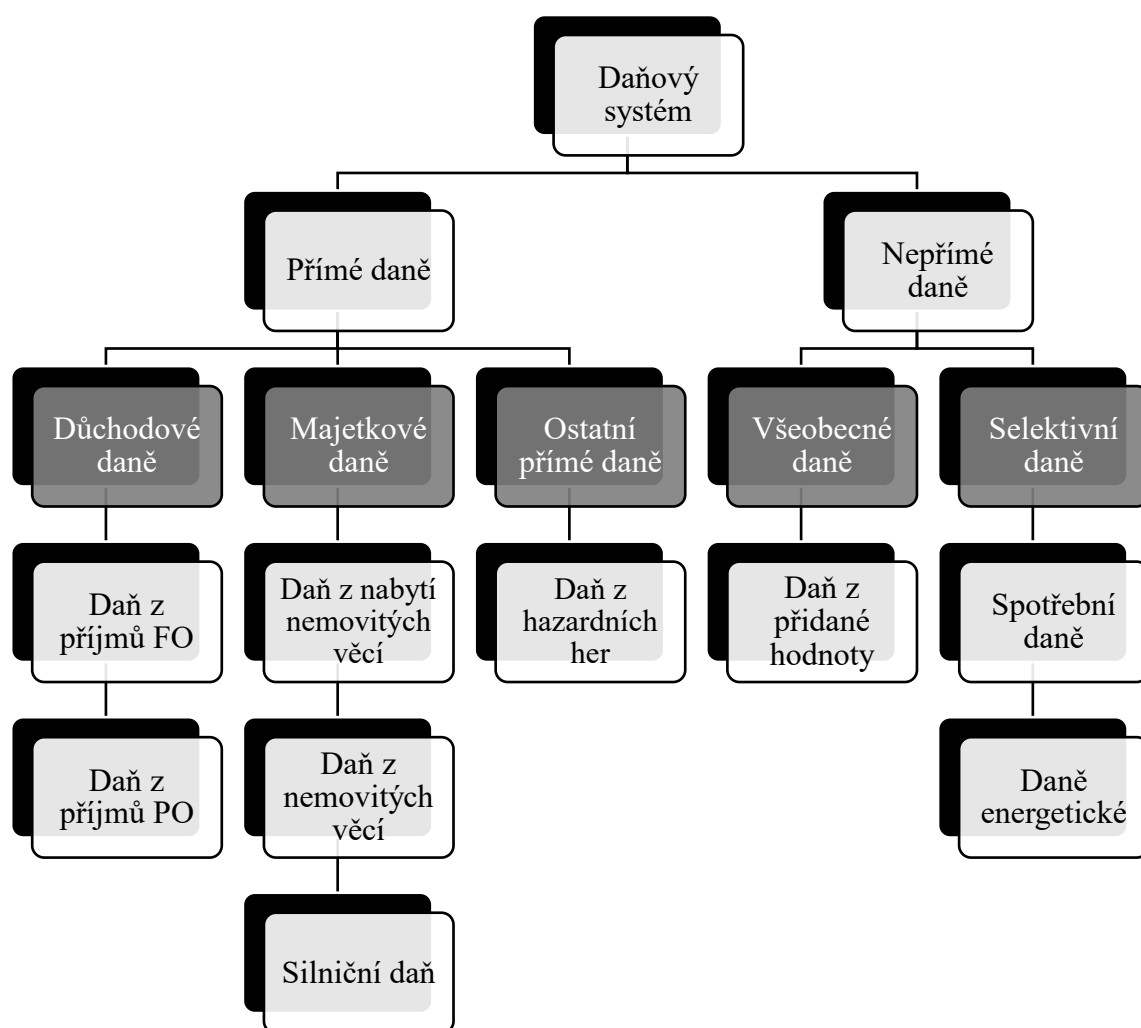 Daňový
systém
Přímé daně
Nepřímé
daně
Důchodové
daně
Majetkové
daně
Ostatní
přímé daně
Všeobecné
daně
Selektivní
daně
Daň z
příjmů FO
Daň z nabytí
nemovitých
věcí
Daň z
hazardních
her
Daň z
přidané
hodnoty
Spotřební
daně
Daň z
příjmů PO
Daň z
nemovitých
věcí
Daně
energetické
Silniční daň